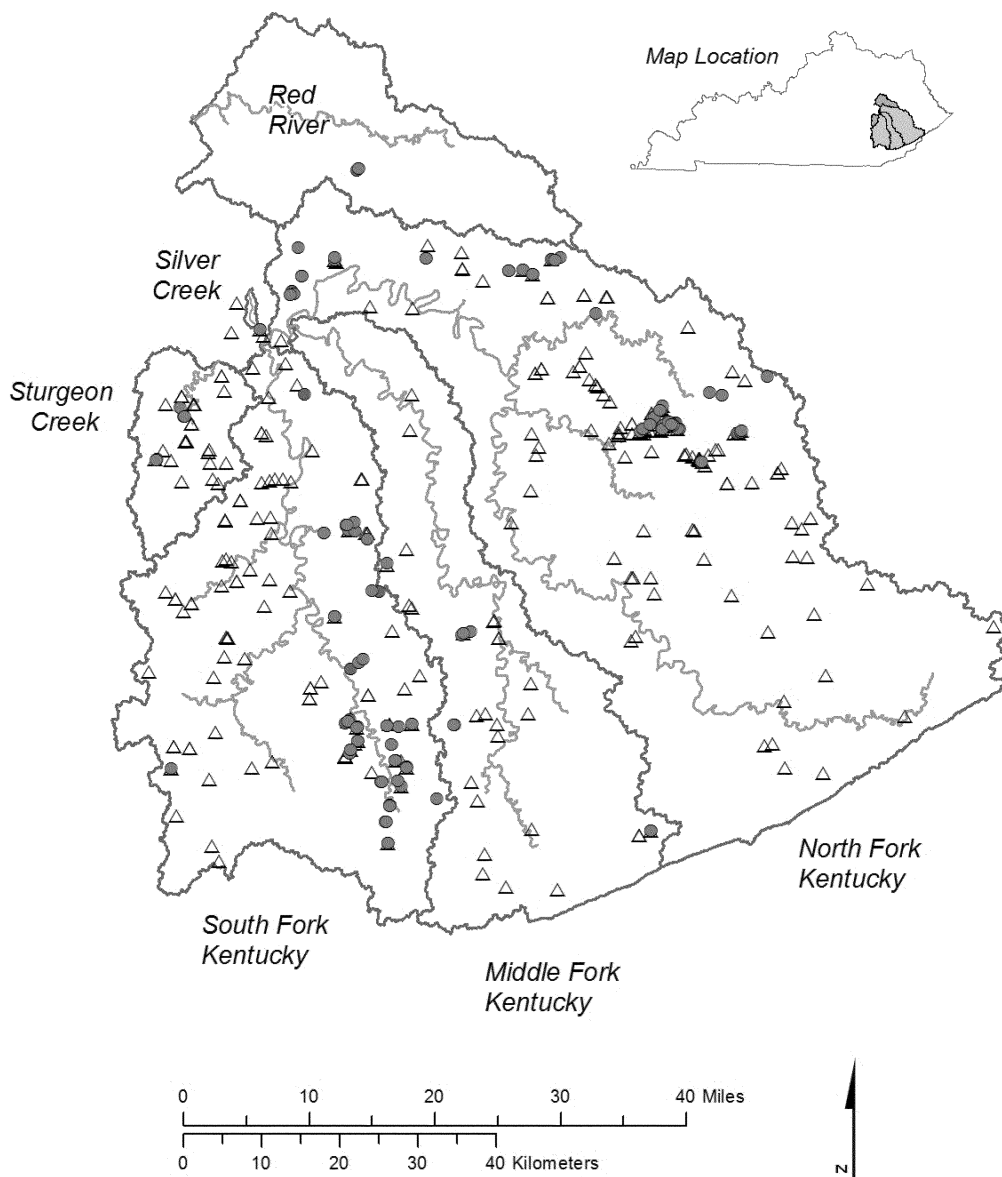 Map Location
Red
River
Silver
Creek
Sturgeon
Creek
North Fork
Kentucky
South Fork
Kentucky
Middle Fork
Kentucky
0 10 20 30 40 Miles
0 10 20 30 40 Kilometers
N